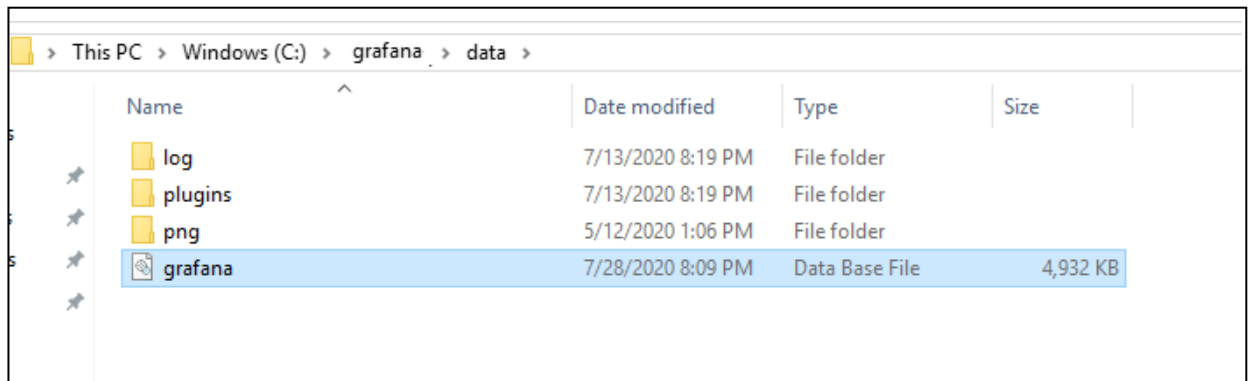 This PC > Windows (C:) > grafana > data >
Name Date modified Type Size
log 7/13/2020 8:19 PM File folder
plugins 7/13/2020 8:19 PM File folder
png 5/12/2020 1:06 PM File folder
grafana 7/28/2020 8:09 PM Data Base File 4,932 KB